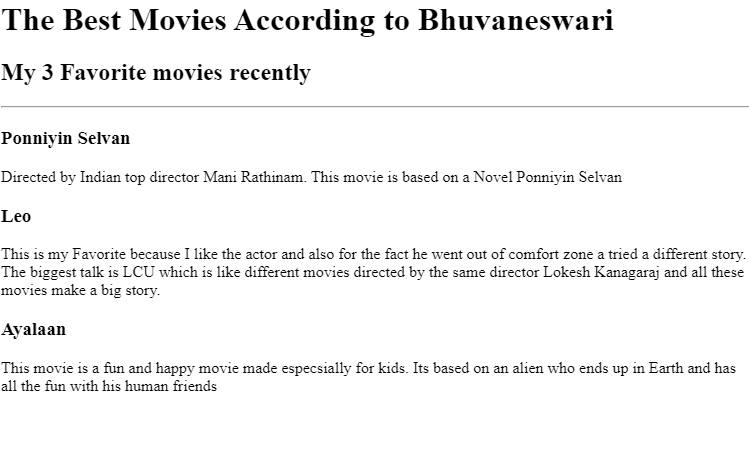 The Best Movies According to Bhuvaneswari
My 3 Favorite movies recently
Ponniyin Selvan
Directed by Indian top director Mani Rathinam. This movie is based on a Novel Ponniyin Selvan
Leo
This is my Favorite because I like the actor and also for the fact he went out of comfort zone a tried a different story.
The biggest talk is LCU which is like different movies directed by the same director Lokesh Kanagaraj and all these
movies make a big story.
Ayalaan
This movie is a fun and happy movie made especsially for kids. Its based on an alien who ends up in Earth and has
all the fun with his human friends